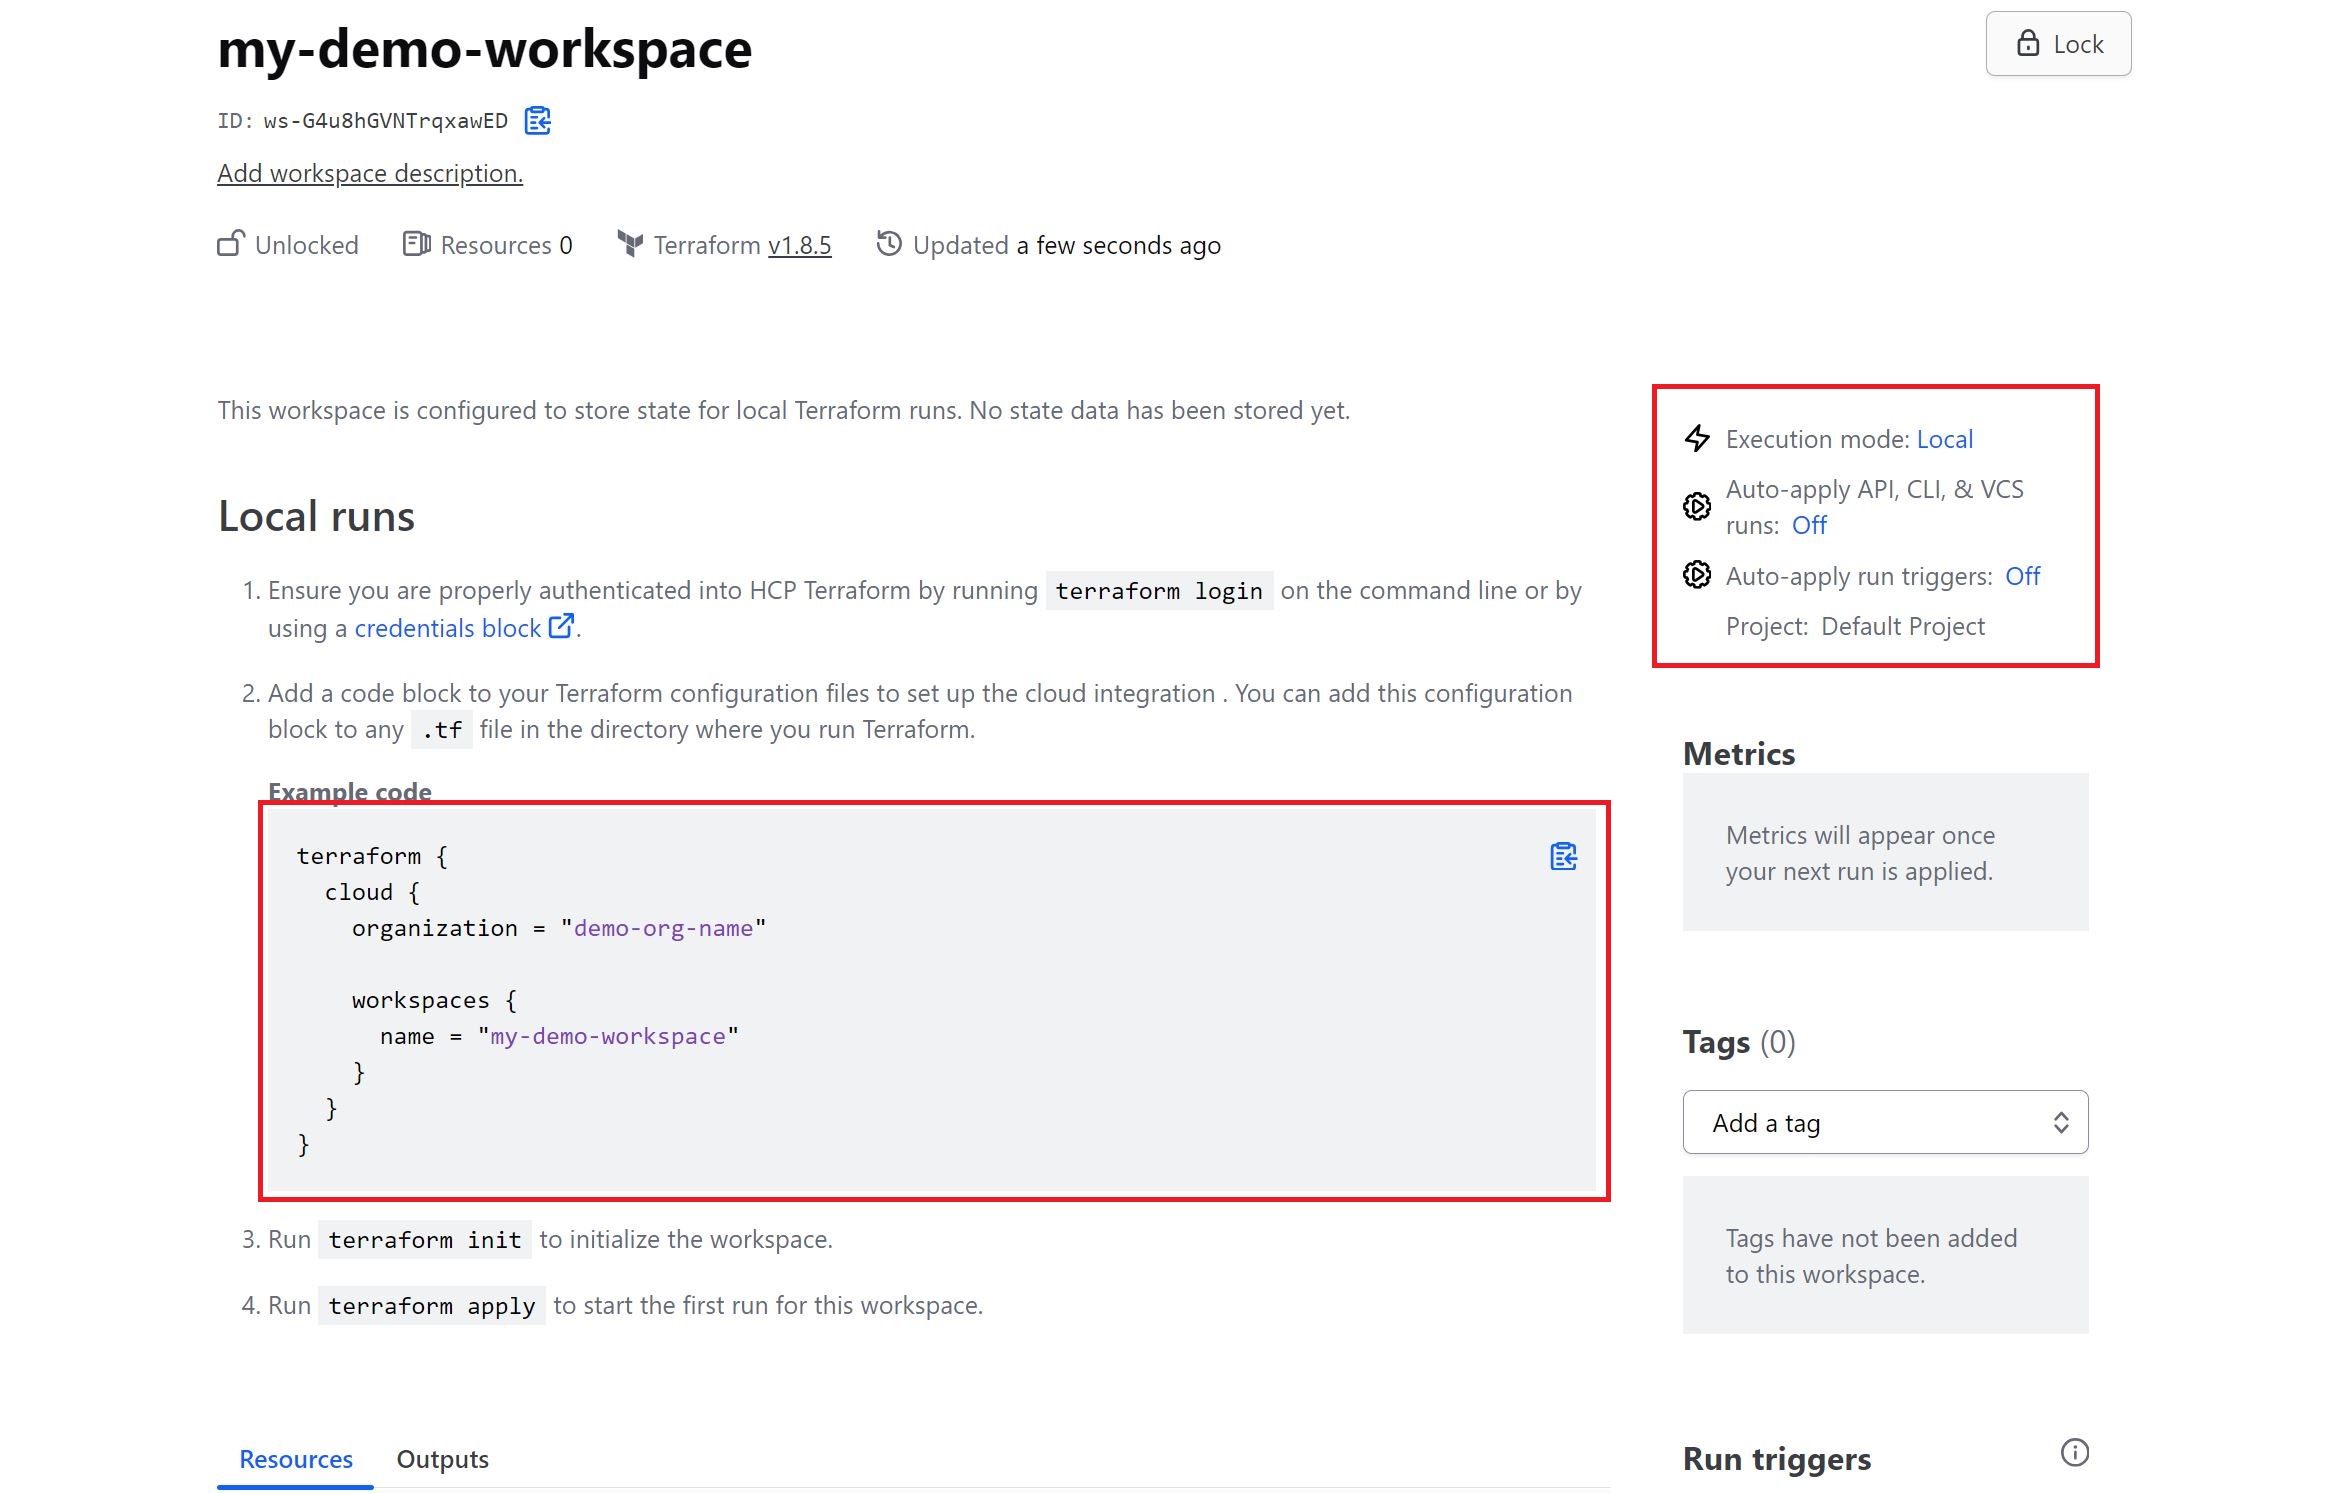 my-demo-workspace
Lock
ID: ws-G4u8hGVNTrqxawED
Add workspace description.
Unlocked Resources 0 Terraform v1.8.5 Updated a few seconds ago
This workspace is configured to store state for local Terraform runs. No state data has been stored yet.
Local runs
1. Ensure you are properly authenticated into HCP Terraform by running terraform login on the command line or by
using a credentials block.
2. Add a code block to your Terraform configuration files to set up the cloud integration . You can add this configuration
block to any .tf file in the directory where you run Terraform.
Example code
terraform {
  cloud {
    organization = "demo-org-name"

    workspaces {
      name = "my-demo-workspace"
    }
  }
}
3. Run terraform init to initialize the workspace.
4. Run terraform apply to start the first run for this workspace.
Resources Outputs
Execution mode: Local
Auto-apply API, CLI, & VCS
runs: Off
Auto-apply run triggers: Off
Project: Default Project
Metrics
Metrics will appear once
your next run is applied.
Tags (0)
Add a tag
Tags have not been added
to this workspace.
Run triggers